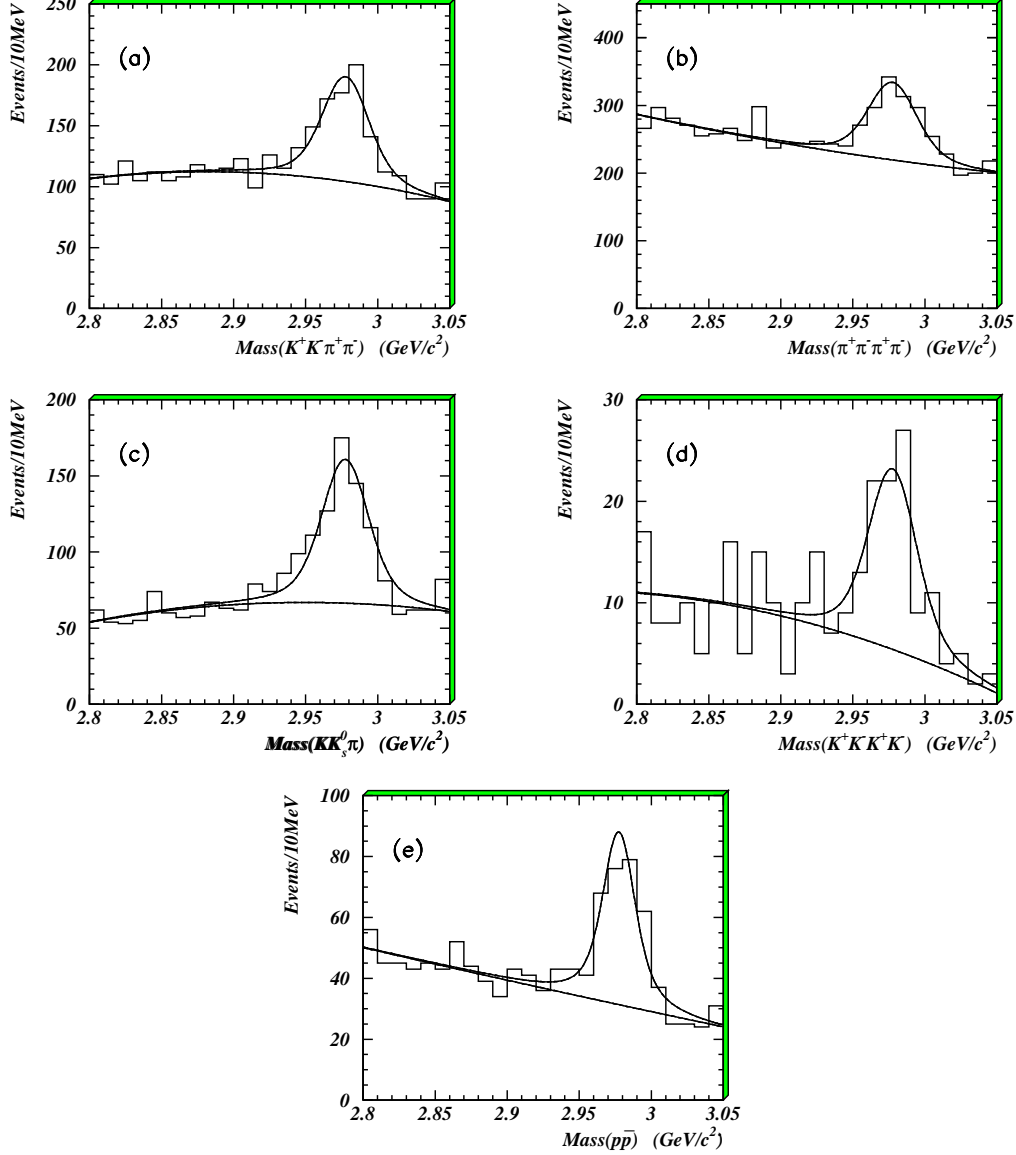 Events/10MeV
250
200
150
100
50
0
(a)
2.8 2.85 2.9 2.95 3 3.05
Mass(K⁺K⁻π⁺π⁻) (GeV/c²)
Events/10MeV
400
300
200
100
0
(b)
2.8 2.85 2.9 2.95 3 3.05
Mass(π⁺π⁻π⁺π⁻) (GeV/c²)
Events/10MeV
200
150
100
50
0
(c)
2.8 2.85 2.9 2.95 3 3.05
Mass(KK⁰ₛπ) (GeV/c²)
Events/10MeV
30
20
10
0
(d)
2.8 2.85 2.9 2.95 3 3.05
Mass(K⁺K⁻K⁺K⁻) (GeV/c²)
Events/10MeV
100
80
60
40
20
0
(e)
2.8 2.85 2.9 2.95 3 3.05
Mass(pp̅) (GeV/c²)